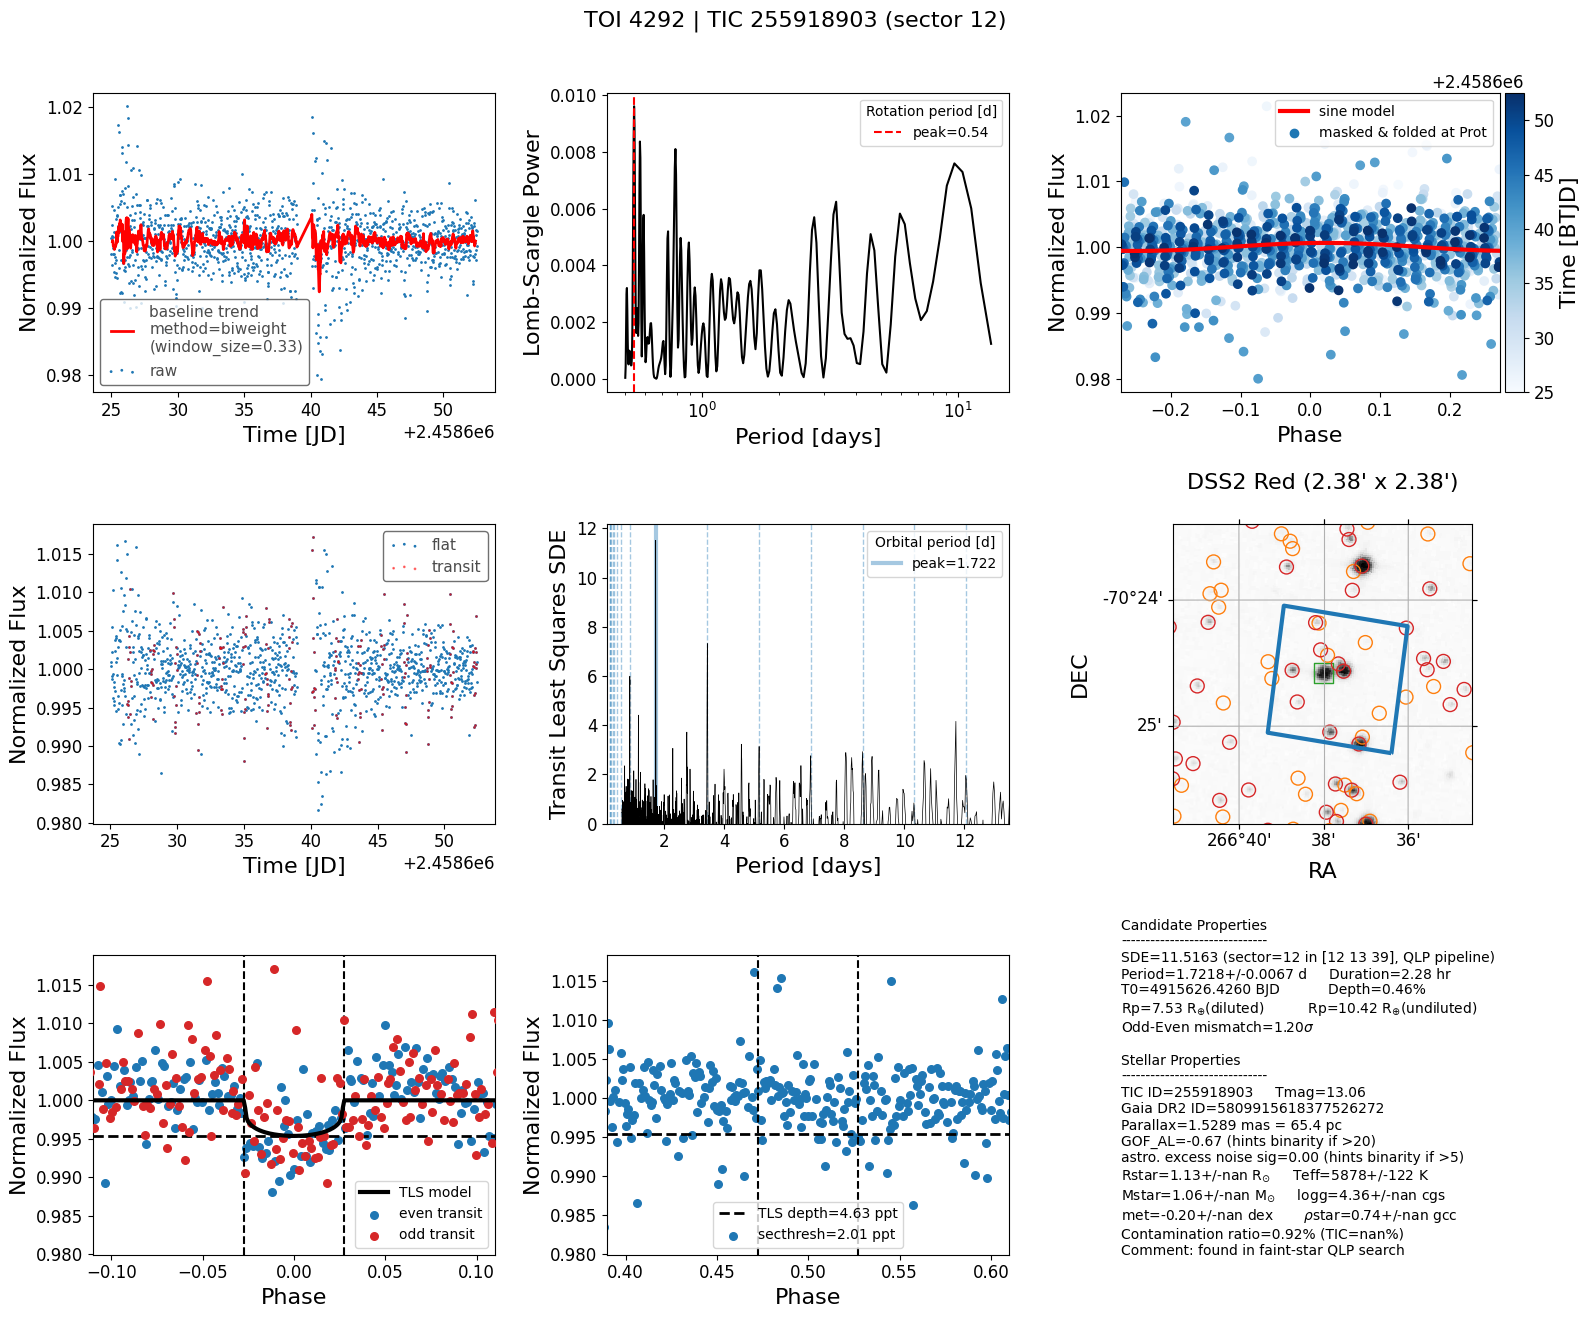 TOI 4292 | TIC 255918903 (sector 12)
Normalized Flux
1.02
1.01
1.00
0.99
0.98
baseline trend
method=biweight
(window_size=0.33)
raw
25 30 35 40 45 50
Time [JD]
+2.4586e6
Lomb-Scargle Power
0.010
0.008
0.006
0.004
0.002
0.000
Rotation period [d]
peak=0.54
10⁰ 10¹
Period [days]
Normalized Flux
1.02
1.01
1.00
0.99
0.98
sine model
masked & folded at Prot
−0.2 −0.1 0.0 0.1 0.2
Phase
+2.4586e6
50
45
40
35
30
25
Time [BTJD]
Normalized Flux
1.015
1.010
1.005
1.000
0.995
0.990
0.985
0.980
flat
transit
25 30 35 40 45 50
Time [JD]
+2.4586e6
Transit Least Squares SDE
12
10
8
6
4
2
0
Orbital period [d]
peak=1.722
2 4 6 8 10 12
Period [days]
DSS2 Red (2.38' x 2.38')
DEC
-70°24'
25'
266°40' 38' 36'
RA
Normalized Flux
1.015
1.010
1.005
1.000
0.995
0.990
0.985
0.980
TLS model
even transit
odd transit
−0.10 −0.05 0.00 0.05 0.10
Phase
Normalized Flux
1.015
1.010
1.005
1.000
0.995
0.990
0.985
0.980
TLS depth=4.63 ppt
secthresh=2.01 ppt
0.40 0.45 0.50 0.55 0.60
Phase
Candidate Properties
------------------------------
SDE=11.5163 (sector=12 in [12 13 39], QLP pipeline)
Period=1.7218+/-0.0067 d Duration=2.28 hr
T0=4915626.4260 BJD Depth=0.46%
Rp=7.53 R⊕(diluted) Rp=10.42 R⊕(undiluted)
Odd-Even mismatch=1.20σ
Stellar Properties
------------------------------
TIC ID=255918903 Tmag=13.06
Gaia DR2 ID=5809915618377526272
Parallax=1.5289 mas = 65.4 pc
GOF_AL=-0.67 (hints binarity if >20)
astro. excess noise sig=0.00 (hints binarity if >5)
Rstar=1.13+/-nan R☉ Teff=5878+/-122 K
Mstar=1.06+/-nan M☉ logg=4.36+/-nan cgs
met=-0.20+/-nan dex ρstar=0.74+/-nan gcc
Contamination ratio=0.92% (TIC=nan%)
Comment: found in faint-star QLP search